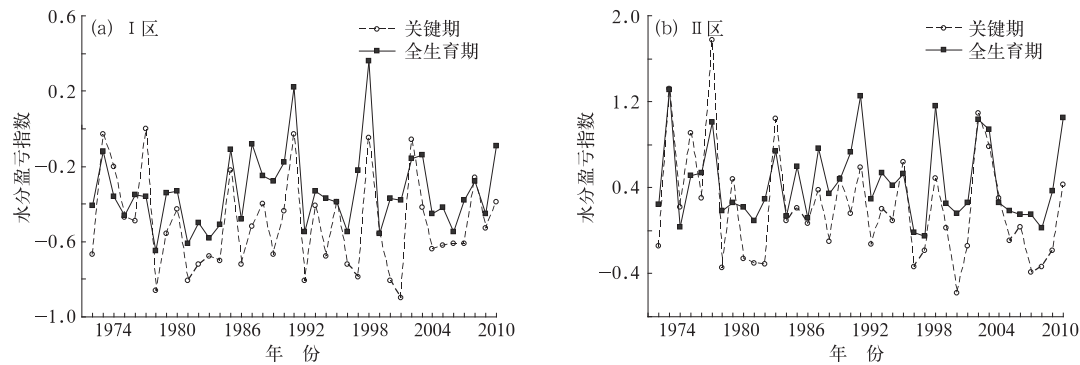 (a) Ⅰ区
关键期
全生育期
水分盈亏指数
0.6
0.2
−0.2
−0.6
−1.0
1974 1980 1986 1992 1998 2004 2010
年 份
(b) Ⅱ区
关键期
全生育期
水分盈亏指数
2.0
1.2
0.4
−0.4
1974 1980 1986 1992 1998 2004 2010
年 份